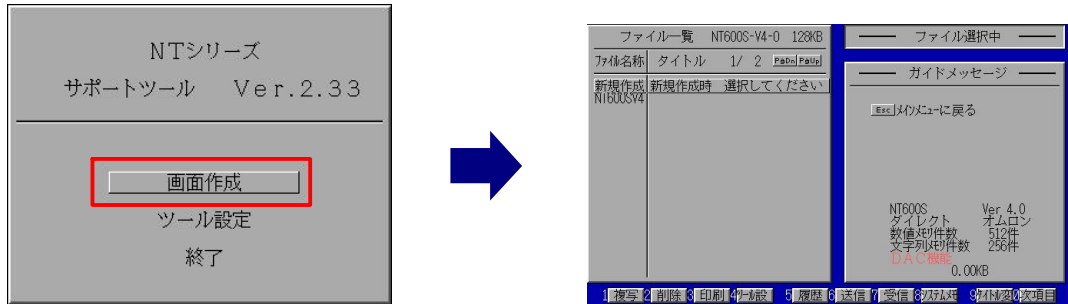 NTシリーズ
サポートツール Ver.2.33
画面作成
ツール設定
終了
ファイル一覧 NT600S-V4-0 128KB
ファイル名称 タイトル 1/ 2 PgDn PgUp
新規作成 新規作成時 選択してください
NT600SV4
ファイル選択中
ガイドメッセージ
Esc メインメニューに戻る
NT600S Ver 4.0
ダイレクト オムロン
数値メモリ件数 512件
文字列メモリ件数 256件
DAC機能
0.00KB
1 複写 2 削除 3 印刷 4 ツール設 5 履歴 6 送信 7 受信 8 システムメモ 9 ファイル変 0 次項目